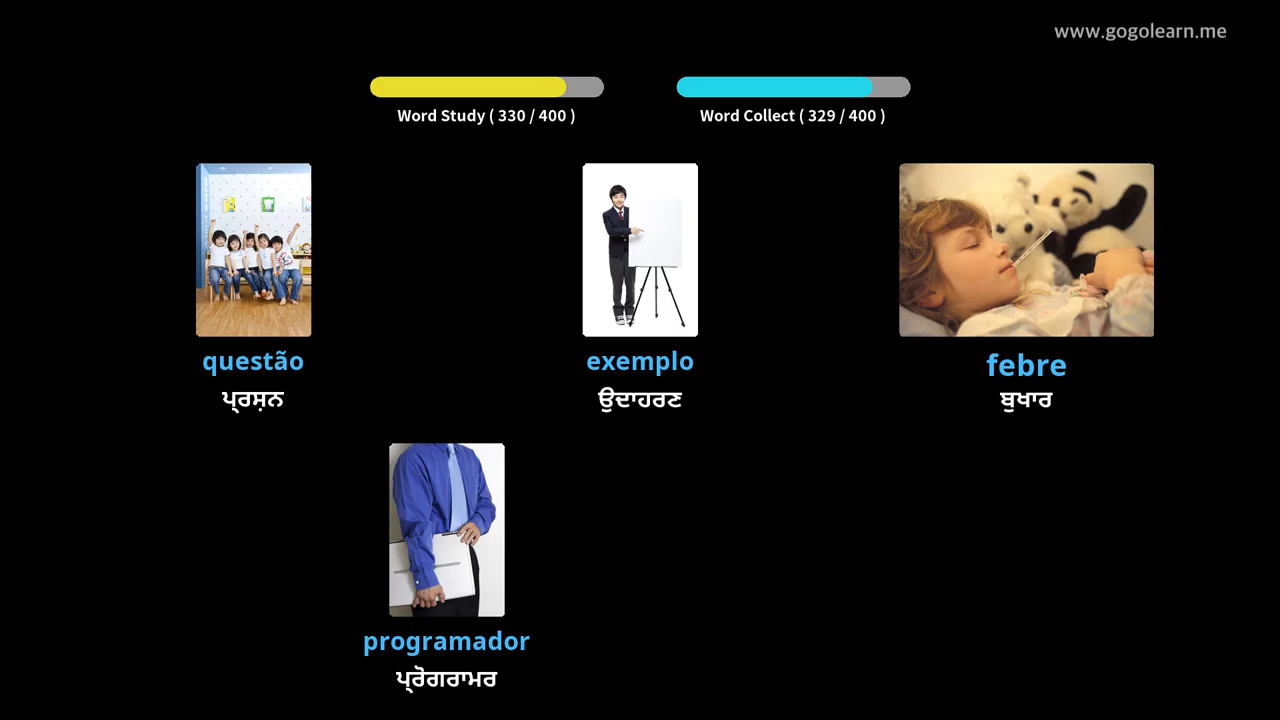 www.gogolearn.me
Word Study ( 330 / 400 )
Word Collect ( 329 / 400 )
questão
ਪ੍ਰਸ਼ਨ
exemplo
ਉਦਾਹਰਣ
febre
ਬੁਖਾਰ
programador
ਪ੍ਰੋਗਰਾਮਰ